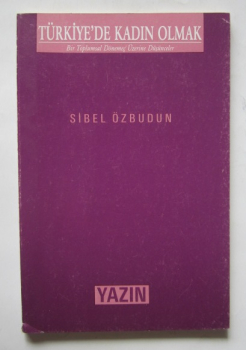 TÜRKİYE'DE KADIN OLMAK
Bir Toplumsal Dönemeç Üzerine Düşünceler
SİBEL ÖZBUDUN
YAZIN